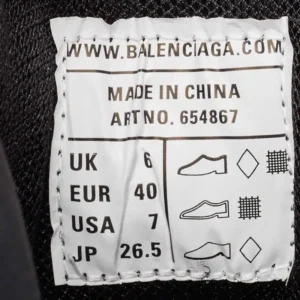 WWW.BALENCIAGA.COM
MADE IN CHINA
ART NO. 654867
UK 6
EUR 40
USA 7
JP 26.5